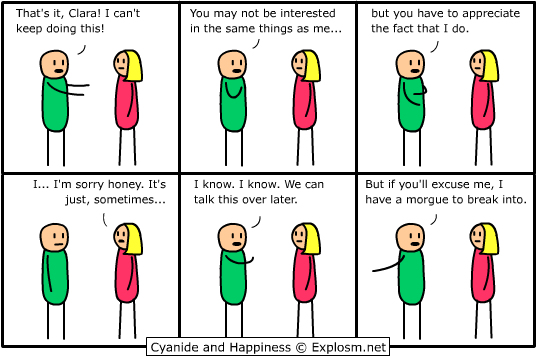 That's it, Clara! I can't
keep doing this!
You may not be interested
in the same things as me...
but you have to appreciate
the fact that I do.
I... I'm sorry honey. It's
just, sometimes...
I know. I know. We can
talk this over later.
But if you'll excuse me, I
have a morgue to break into.
Cyanide and Happiness © Explosm.net